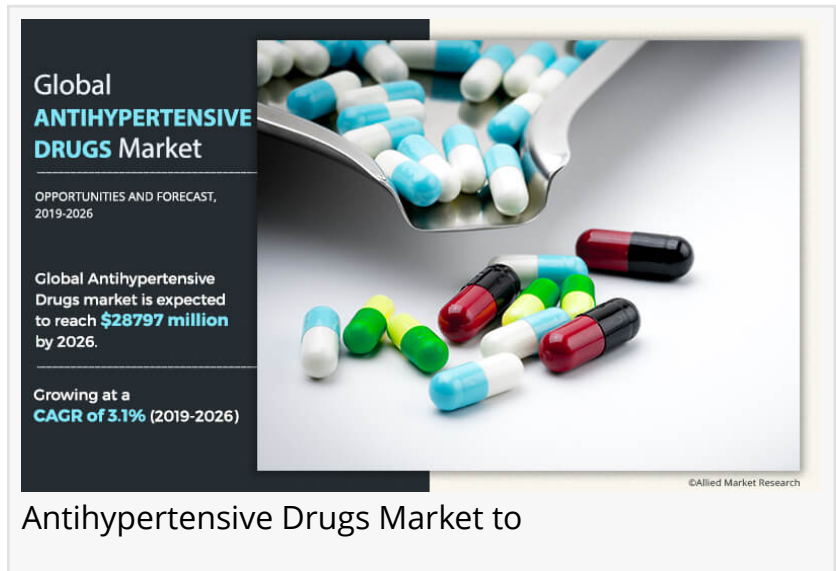 Global
ANTIHYPERTENSIVE
DRUGS Market
OPPORTUNITIES AND FORECAST,
2019-2026
Global Antihypertensive
Drugs market is expected
to reach $28797 million
by 2026.
Growing at a
CAGR of 3.1% (2019-2026)
©Allied Market Research
Antihypertensive Drugs Market to